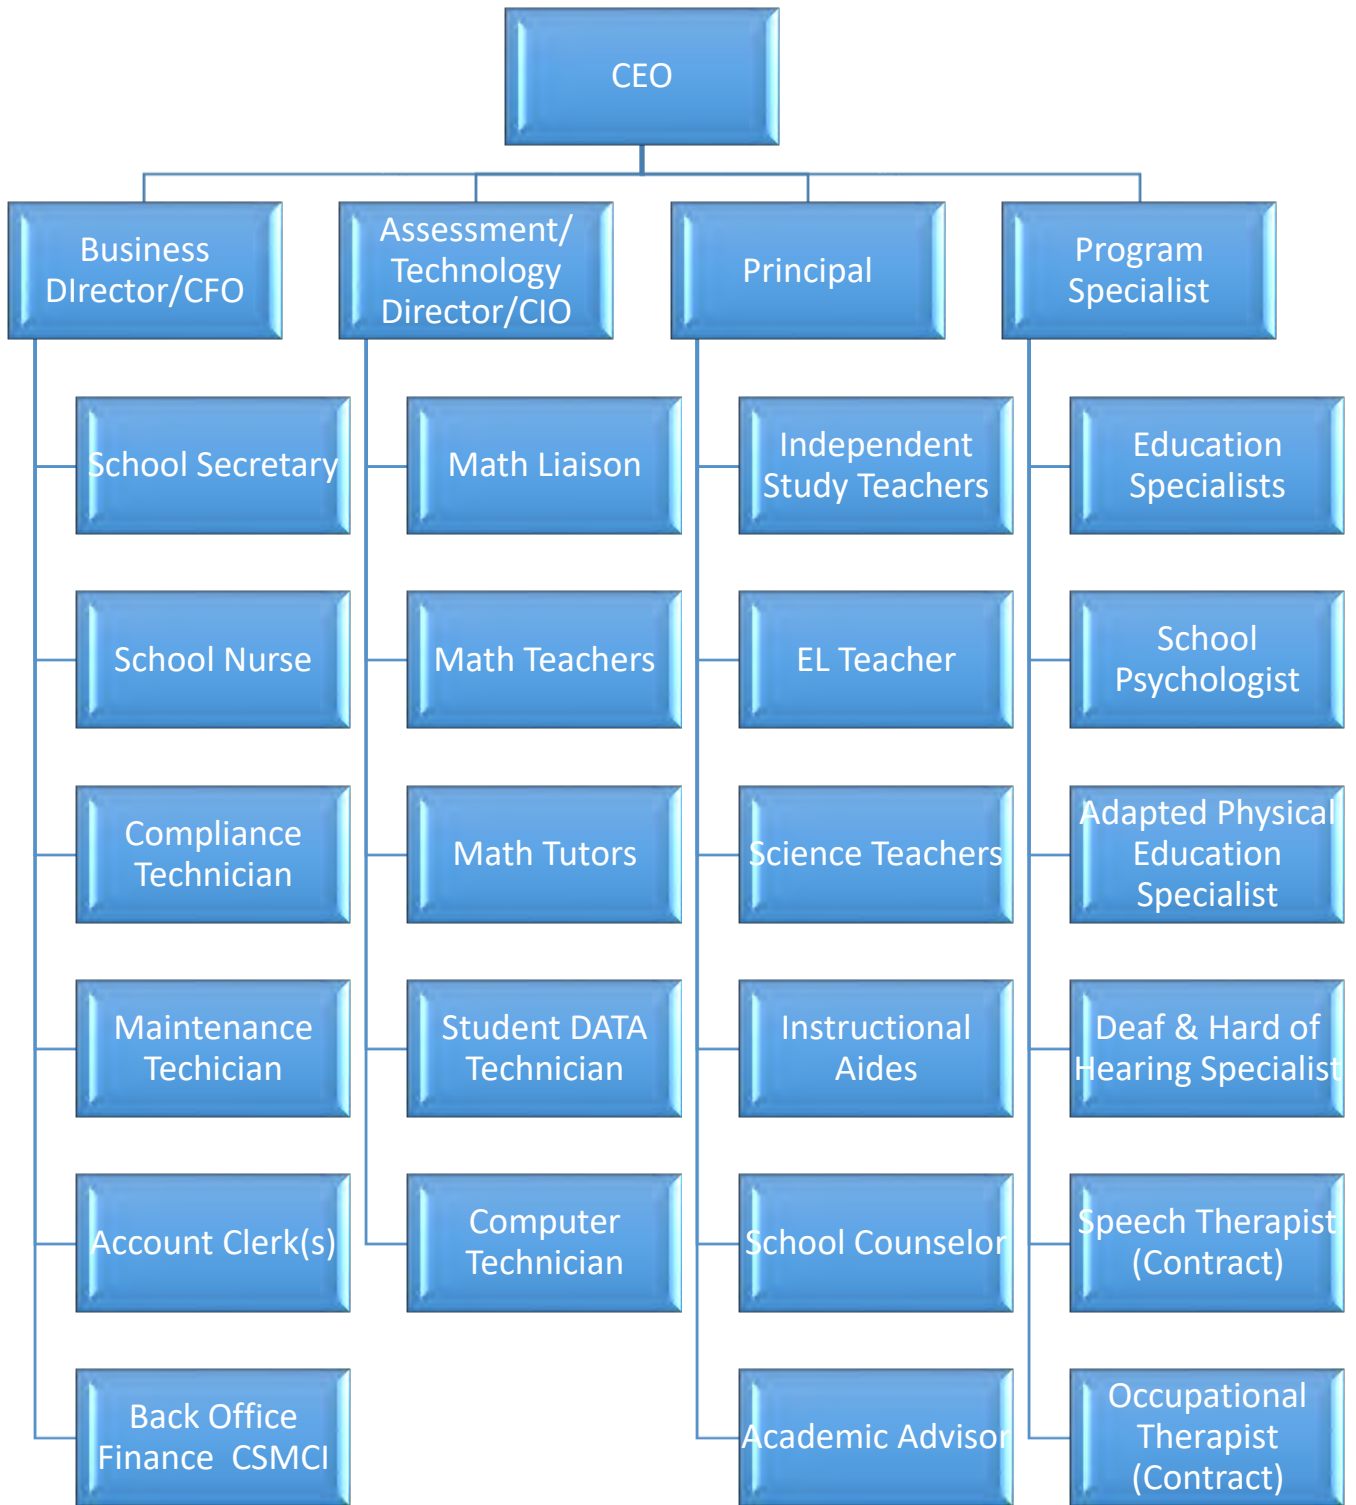 CEO
Business
DIrector/CFO
Assessment/
Technology
Director/CIO
Principal
Program
Specialist
School Secretary
Math Liaison
Independent
Study Teachers
Education
Specialists
School Nurse
Math Teachers
EL Teacher
School
Psychologist
Compliance
Technician
Math Tutors
Science Teachers
Adapted Physical
Education
Specialist
Maintenance
Techician
Student DATA
Technician
Instructional
Aides
Deaf & Hard of
Hearing Specialist
Account Clerk(s)
Computer
Technician
School Counselor
Speech Therapist
(Contract)
Back Office
Finance  CSMCI
Academic Advisor
Occupational
Therapist
(Contract)